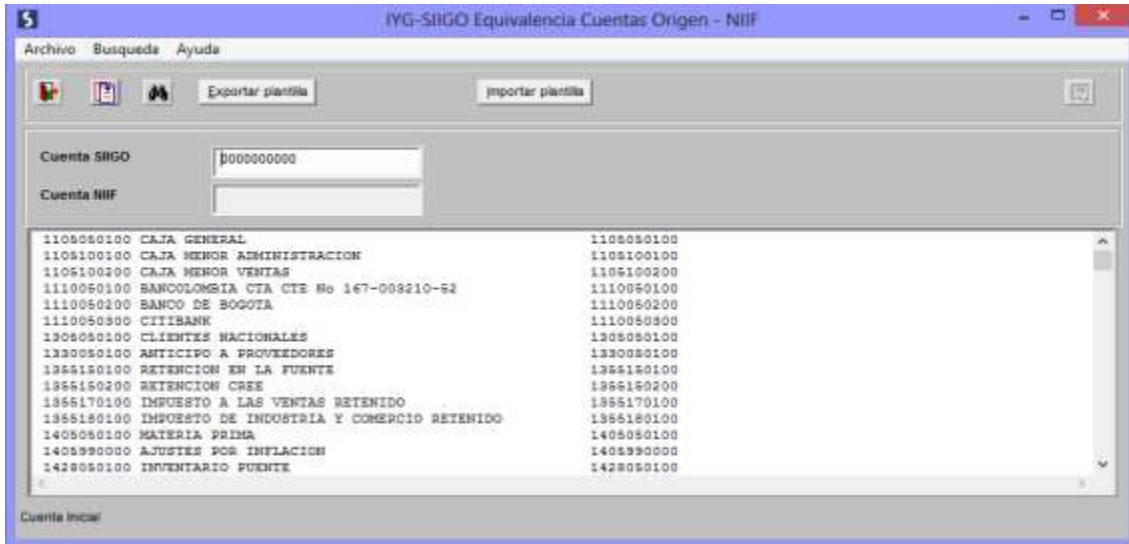 IYG-SIIGO Equivalencia Cuentas Origen - NIIF
Archivo Busqueda Ayuda
Exportar plantilla Importar plantilla
Cuenta SIIGO 0000000000
Cuenta NIIF
1105050100 CAJA GENERAL 1105050100
1105100100 CAJA MENOR ADMINISTRACION 1105100100
1105100200 CAJA MENOR VENTAS 1105100200
1110050100 BANCOLOMBIA CTA CTE No 167-003210-52 1110050100
1110050200 BANCO DE BOGOTA 1110050200
1110050300 CITIBANK 1110050300
1305050100 CLIENTES NACIONALES 1305050100
1330050100 ANTICIPO A PROVEEDORES 1330050100
1355150100 RETENCION EN LA FUENTE 1355150100
1355150200 RETENCION CREE 1355150200
1355170100 IMPUESTO A LAS VENTAS RETENIDO 1355170100
1355180100 IMPUESTO DE INDUSTRIA Y COMERCIO RETENIDO 1355180100
1405050100 MATERIA PRIMA 1405050100
1405990000 AJUSTES POR INFLACION 1405990000
1428050100 INVENTARIO PUENTE 1428050100
Cuenta Inicial